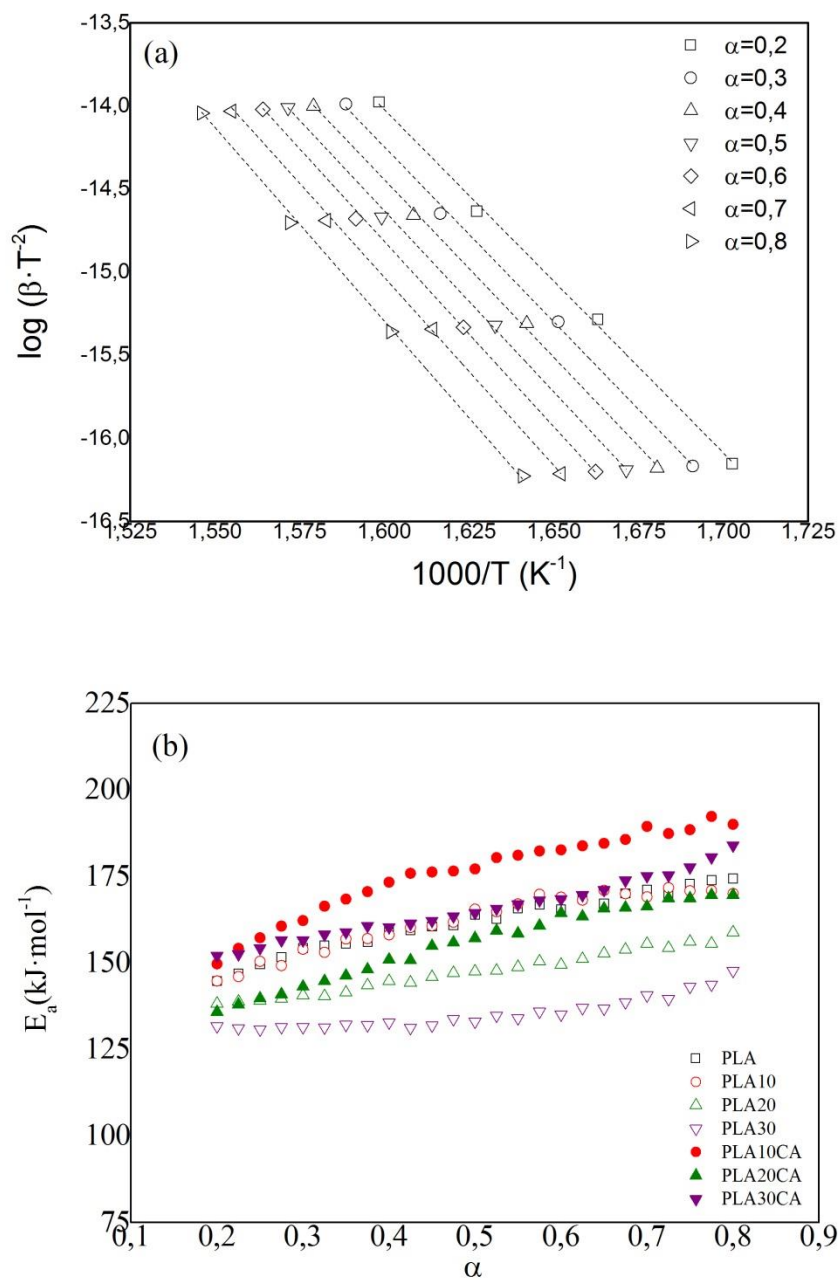 (a)
-13,5
-14,0
-14,5
-15,0
-15,5
-16,0
-16,5
log (β·T⁻²)
α=0,2
α=0,3
α=0,4
α=0,5
α=0,6
α=0,7
α=0,8
1,525 1,550 1,575 1,600 1,625 1,650 1,675 1,700 1,725
1000/T (K⁻¹)
(b)
225
200
175
150
125
100
75
Eₐ(kJ·mol⁻¹)
PLA
PLA10
PLA20
PLA30
PLA10CA
PLA20CA
PLA30CA
0,1 0,2 0,3 0,4 0,5 0,6 0,7 0,8 0,9
α